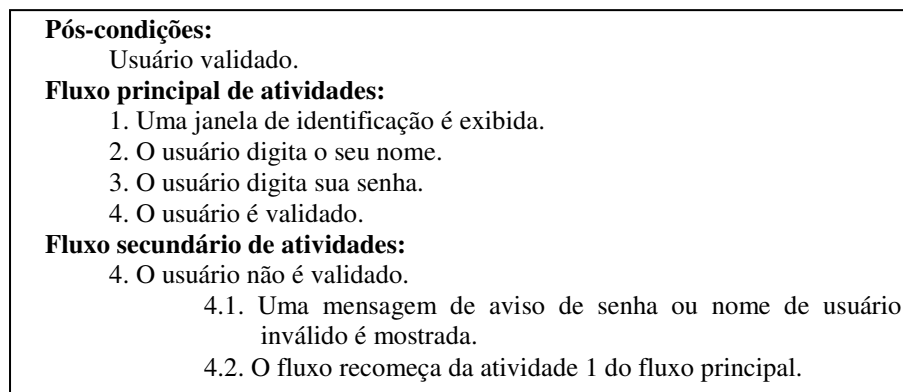 Pós-condições:
Usuário validado.
Fluxo principal de atividades:
1. Uma janela de identificação é exibida.
2. O usuário digita o seu nome.
3. O usuário digita sua senha.
4. O usuário é validado.
Fluxo secundário de atividades:
4. O usuário não é validado.
4.1. Uma mensagem de aviso de senha ou nome de usuário
inválido é mostrada.
4.2. O fluxo recomeça da atividade 1 do fluxo principal.